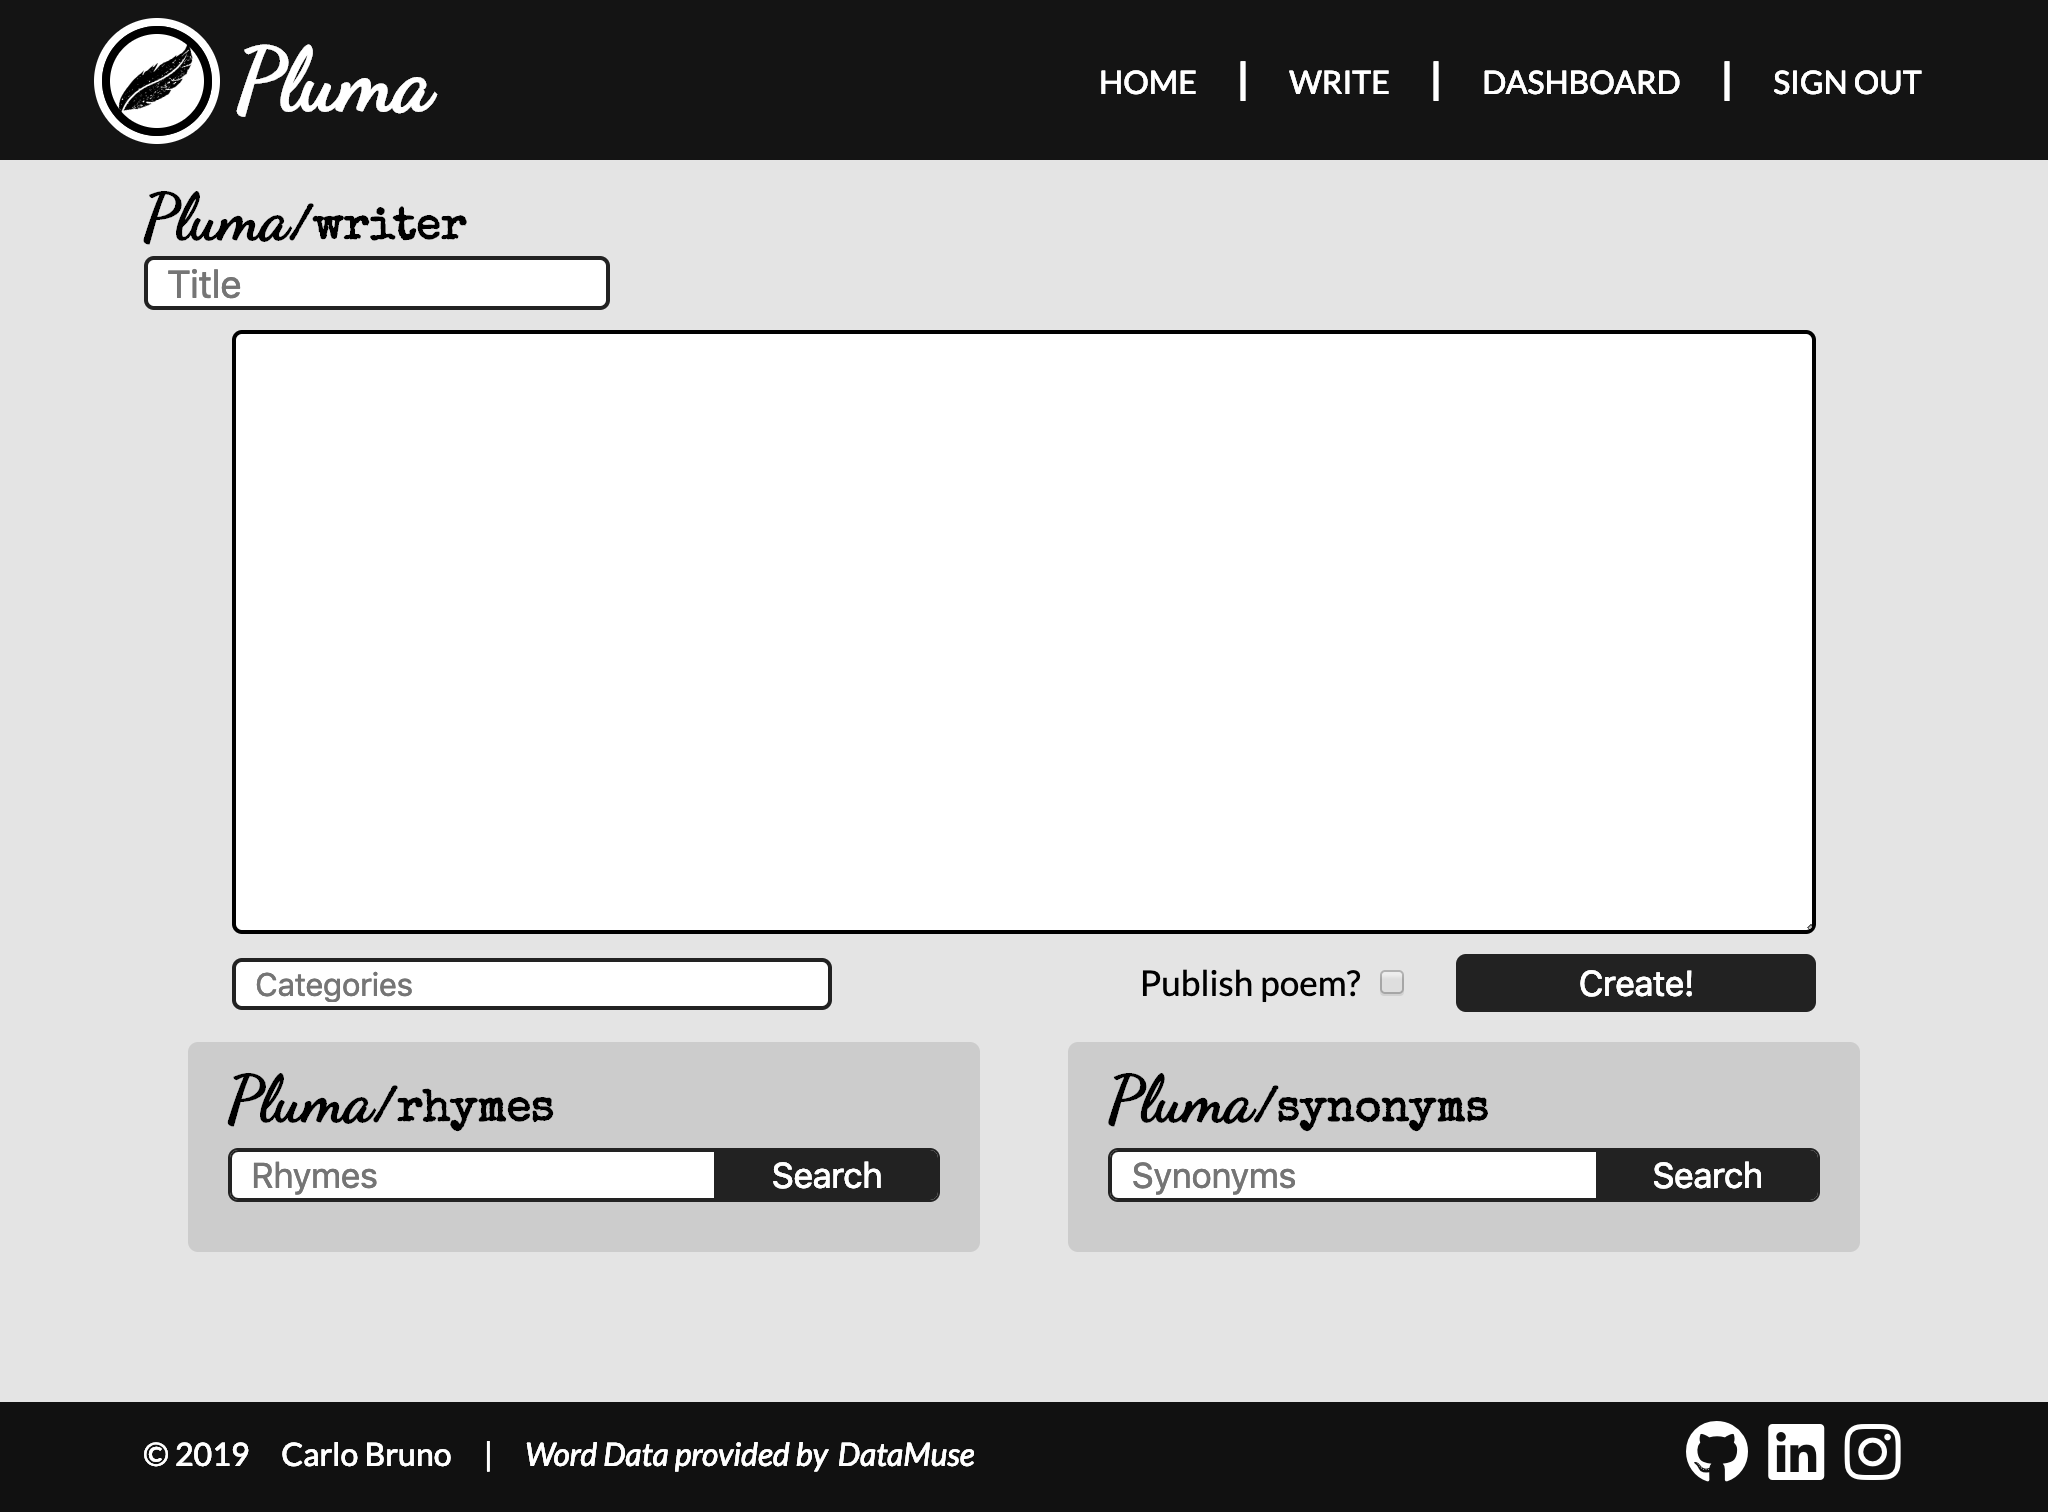 Pluma
HOME | WRITE | DASHBOARD | SIGN OUT
Pluma/writer
Title
Categories
Publish poem?
Create!
Pluma/rhymes
Rhymes
Search
Pluma/synonyms
Synonyms
Search
© 2019 Carlo Bruno | Word Data provided by DataMuse